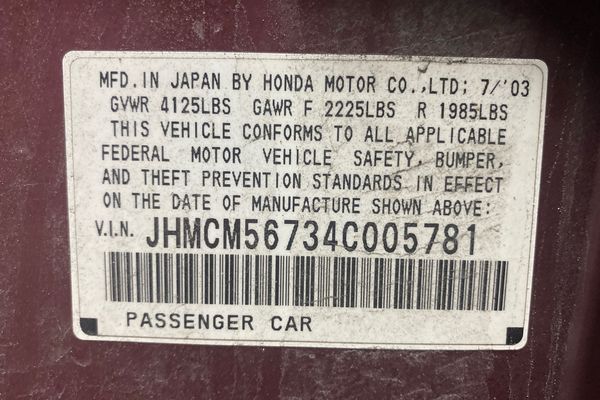 MFD. IN JAPAN BY HONDA MOTOR CO.,LTD; 7/'03
GVWR 4125LBS GAWR F 2225LBS R 1985LBS
THIS VEHICLE CONFORMS TO ALL APPLICABLE
FEDERAL MOTOR VEHICLE SAFETY, BUMPER,
AND THEFT PREVENTION STANDARDS IN EFFECT
ON THE DATE OF MANUFACTURE SHOWN ABOVE:
V.I.N. JHMCM56734C005781
PASSENGER CAR